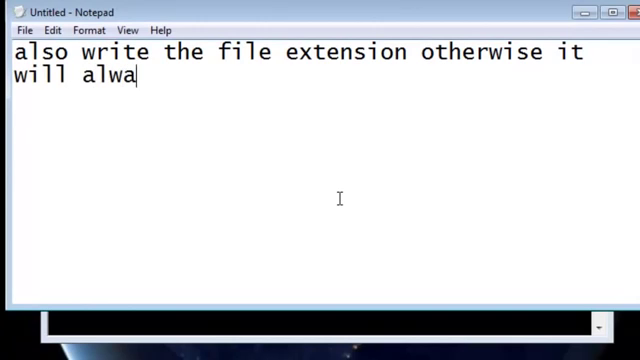 Untitled - Notepad
File Edit Format View Help
also write the file extension otherwise it
will alwa